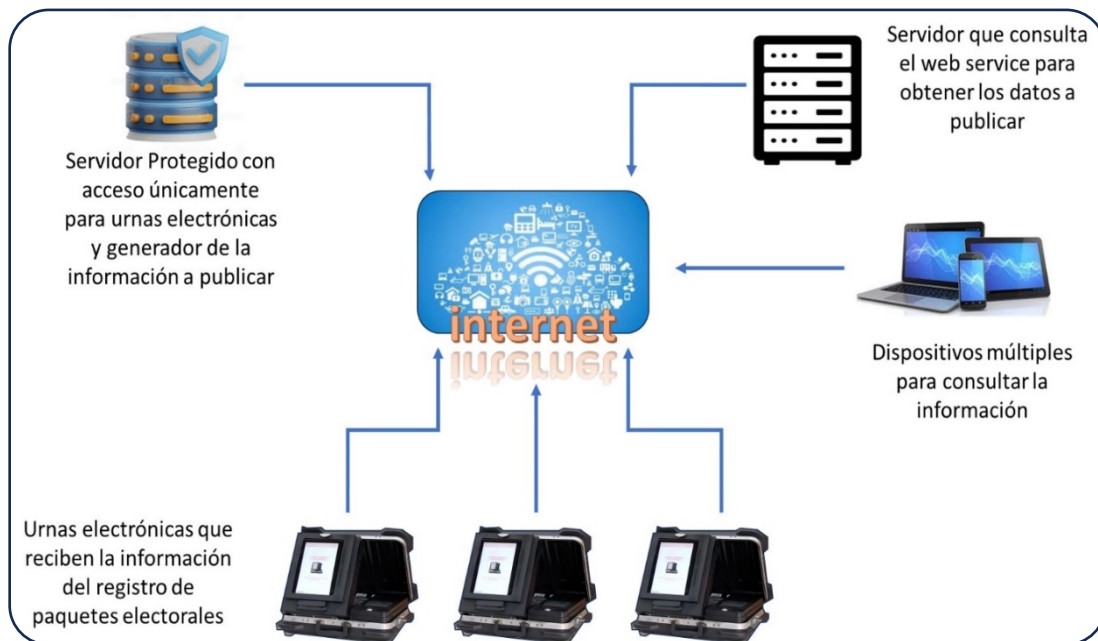 Servidor Protegido con
acceso únicamente
para urnas electrónicas
y generador de la
información a publicar
Servidor que consulta
el web service para
obtener los datos a
publicar
internet
Dispositivos múltiples
para consultar la
información
Urnas electrónicas que
reciben la información
del registro de
paquetes electorales